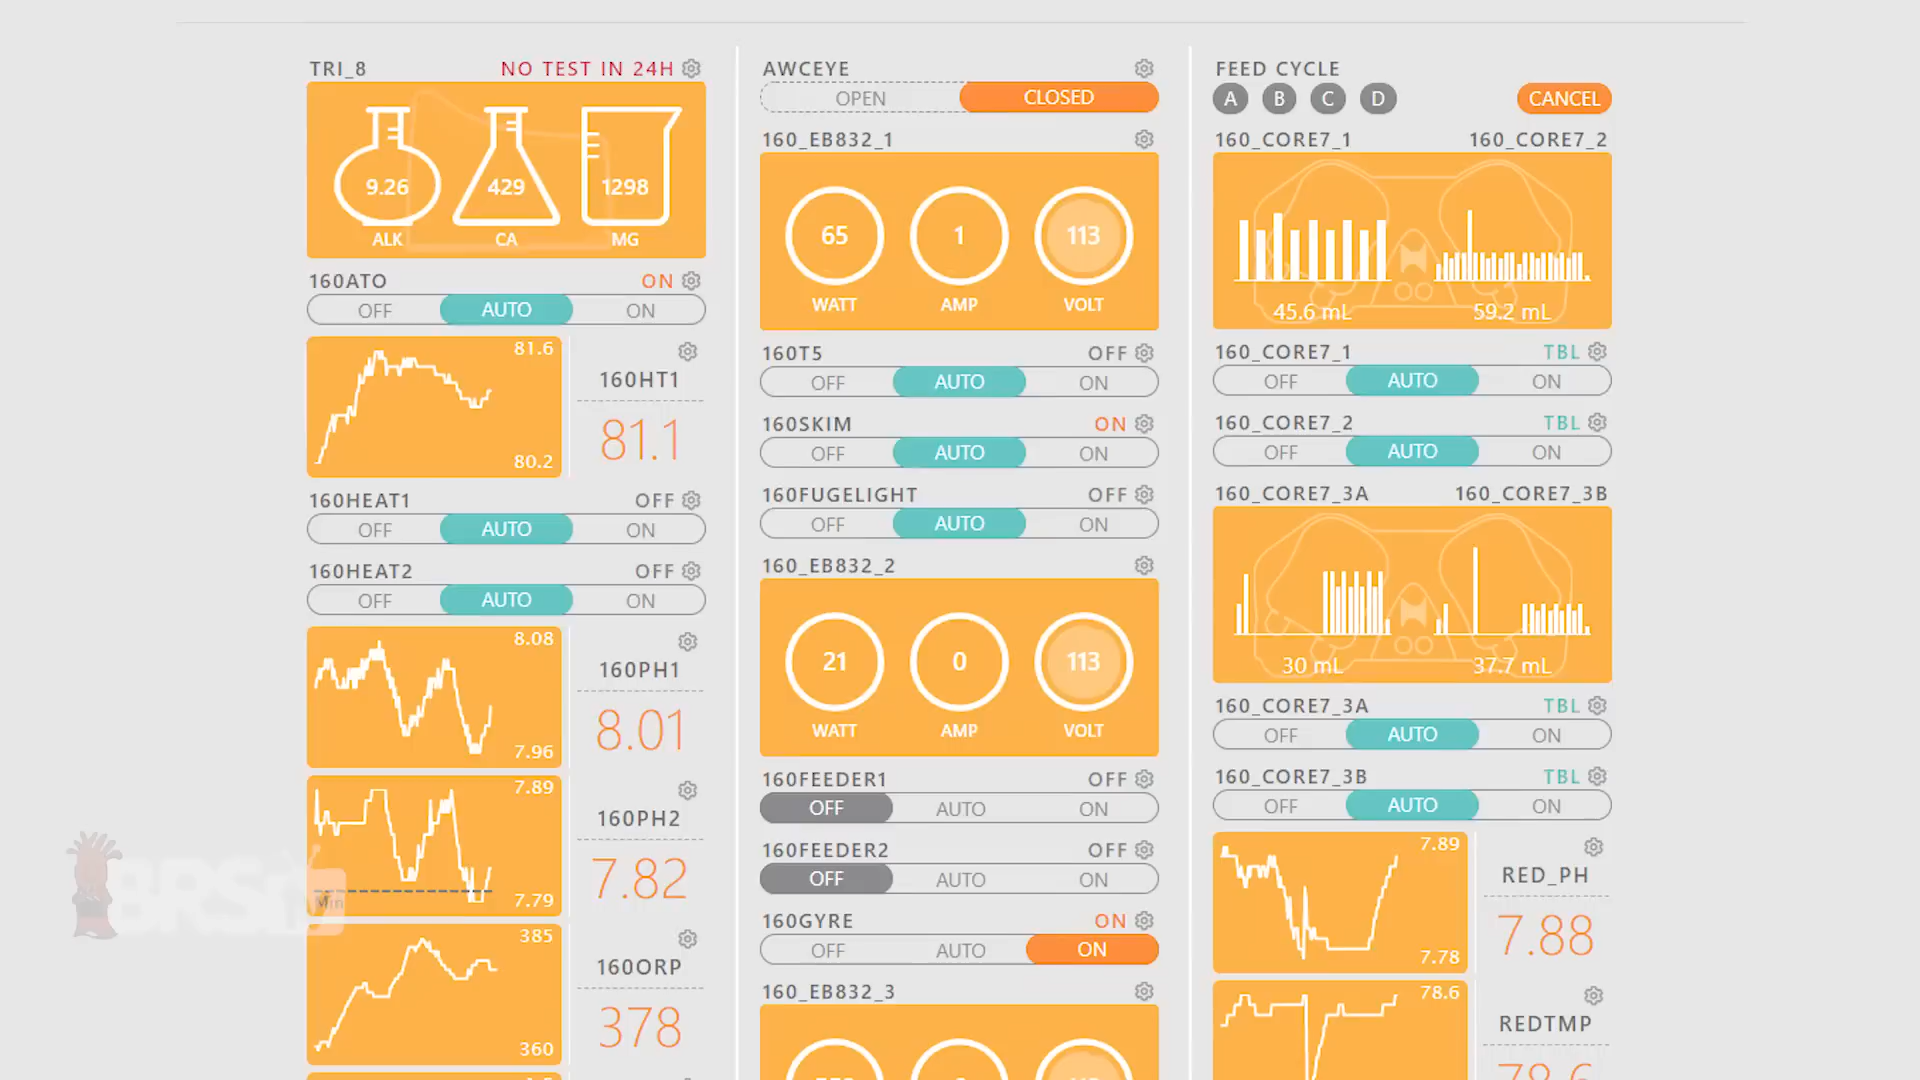 TRI_8 NO TEST IN 24H
9.26 429 1298
ALK CA MG
160ATO ON
OFF AUTO ON
81.6
160HT1
81.1
80.2
160HEAT1 OFF
OFF AUTO ON
160HEAT2 OFF
OFF AUTO ON
8.08
160PH1
8.01
7.96
7.89
160PH2
7.82
Min
7.79
385
160ORP
378
360
BRStv
AWCEYE
OPEN CLOSED
160_EB832_1
65 1 113
WATT AMP VOLT
160T5 OFF
OFF AUTO ON
160SKIM ON
OFF AUTO ON
160FUGELIGHT OFF
OFF AUTO ON
160_EB832_2
21 0 113
WATT AMP VOLT
160FEEDER1 OFF
OFF AUTO ON
160FEEDER2 OFF
OFF AUTO ON
160GYRE ON
OFF AUTO ON
160_EB832_3
FEED CYCLE
A B C D CANCEL
160_CORE7_1 160_CORE7_2
45.6 mL 59.2 mL
160_CORE7_1 TBL
OFF AUTO ON
160_CORE7_2 TBL
OFF AUTO ON
160_CORE7_3A 160_CORE7_3B
30 mL 37.7 mL
160_CORE7_3A TBL
OFF AUTO ON
160_CORE7_3B TBL
OFF AUTO ON
7.89
RED_PH
7.88
7.78
78.6
REDTMP
78.6